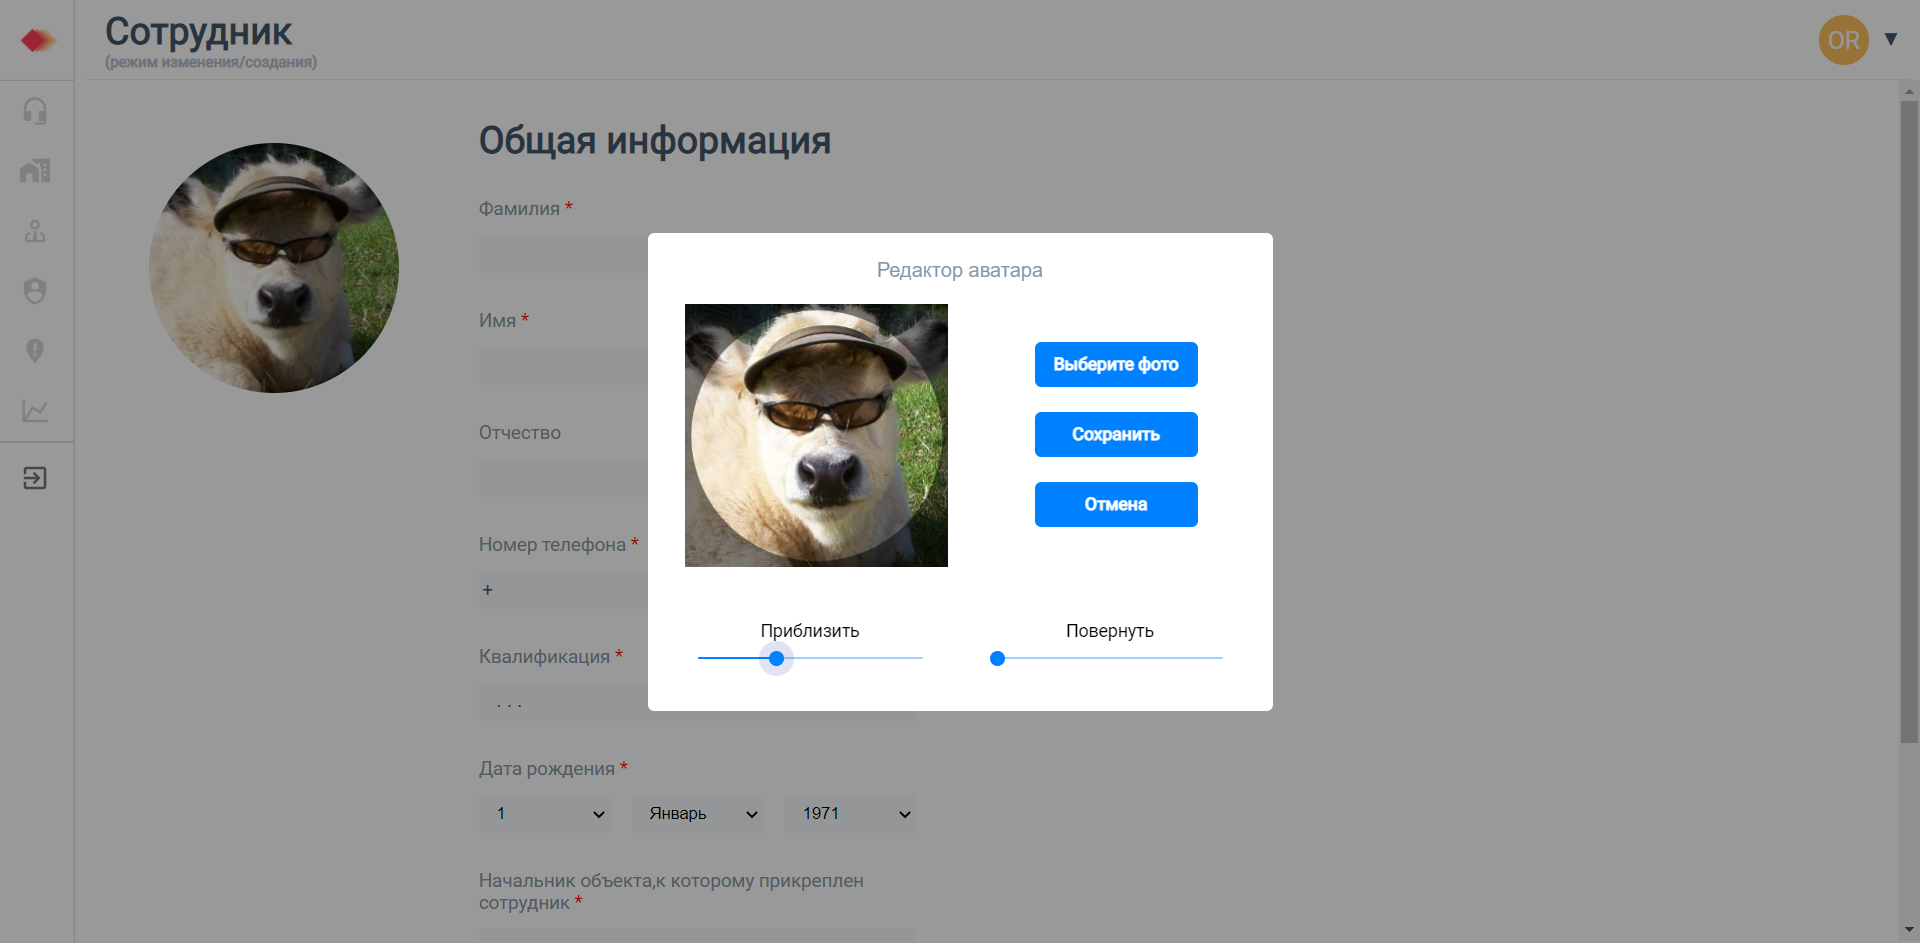 Сотрудник
(режим изменения/создания)
OR
Общая информация
Фамилия *
Имя *
Отчество
Номер телефона *
+
Квалификация *
. . .
Дата рождения *
1 Январь 1971
Начальник объекта,к которому прикреплен
сотрудник *
Редактор аватара
Выберите фото
Сохранить
Отмена
Приблизить
Повернуть